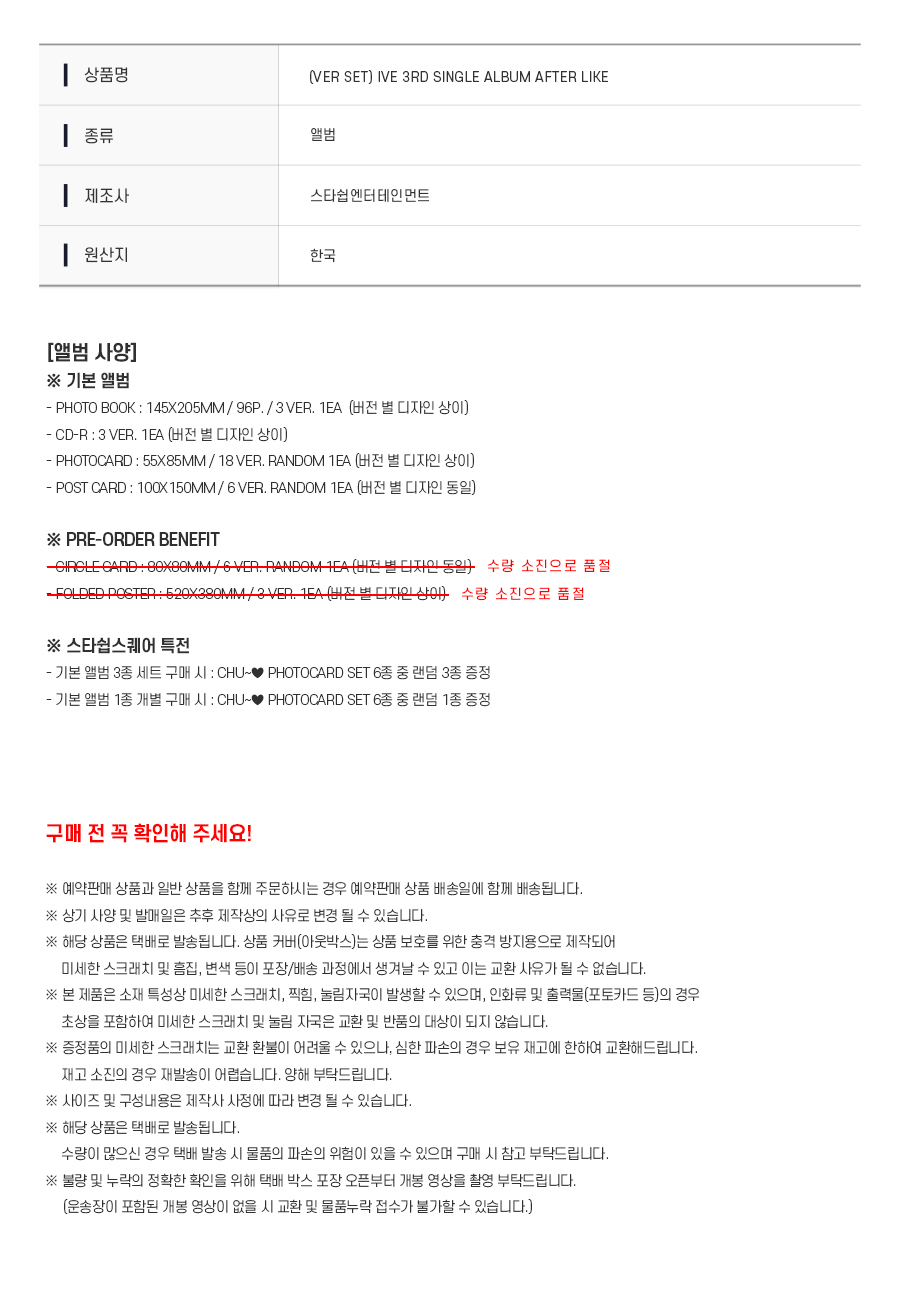 상품명 (VER SET) IVE 3RD SINGLE ALBUM AFTER LIKE
종류 앨범
제조사 스타쉽엔터테인먼트
원산지 한국
[앨범 사양]
※ 기본 앨범
- PHOTO BOOK : 145X205MM / 96P. / 3 VER. 1EA (버전 별 디자인 상이)
- CD-R : 3 VER. 1EA (버전 별 디자인 상이)
- PHOTOCARD : 55X85MM / 18 VER. RANDOM 1EA (버전 별 디자인 상이)
- POST CARD : 100X150MM / 6 VER. RANDOM 1EA (버전 별 디자인 동일)
※ PRE-ORDER BENEFIT
- CIRCLE CARD : 80X80MM / 6 VER. RANDOM 1EA (버전 별 디자인 동일) 수량 소진으로 품절
- FOLDED POSTER : 520X380MM / 3 VER. 1EA (버전 별 디자인 상이) 수량 소진으로 품절
※ 스타쉽스퀘어 특전
- 기본 앨범 3종 세트 구매 시 : CHU~♥ PHOTOCARD SET 6종 중 랜덤 3종 증정
- 기본 앨범 1종 개별 구매 시 : CHU~♥ PHOTOCARD SET 6종 중 랜덤 1종 증정
구매 전 꼭 확인해 주세요!
※ 예약판매 상품과 일반 상품을 함께 주문하시는 경우 예약판매 상품 배송일에 함께 배송됩니다.
※ 상기 사양 및 발매일은 추후 제작상의 사유로 변경 될 수 있습니다.
※ 해당 상품은 택배로 발송됩니다. 상품 커버(아웃박스)는 상품 보호를 위한 충격 방지용으로 제작되어
미세한 스크래치 및 흠집, 변색 등이 포장/배송 과정에서 생겨날 수 있고 이는 교환 사유가 될 수 없습니다.
※ 본 제품은 소재 특성상 미세한 스크래치, 찍힘, 눌림자국이 발생할 수 있으며, 인화류 및 출력물(포토카드 등)의 경우
초상을 포함하여 미세한 스크래치 및 눌림 자국은 교환 및 반품의 대상이 되지 않습니다.
※ 증정품의 미세한 스크래치는 교환 환불이 어려울 수 있으나, 심한 파손의 경우 보유 재고에 한하여 교환해드립니다.
재고 소진의 경우 재발송이 어렵습니다. 양해 부탁드립니다.
※ 사이즈 및 구성내용은 제작사 사정에 따라 변경 될 수 있습니다.
※ 해당 상품은 택배로 발송됩니다.
수량이 많으신 경우 택배 발송 시 물품의 파손의 위험이 있을 수 있으며 구매 시 참고 부탁드립니다.
※ 불량 및 누락의 정확한 확인을 위해 택배 박스 포장 오픈부터 개봉 영상을 촬영 부탁드립니다.
(운송장이 포함된 개봉 영상이 없을 시 교환 및 물품누락 접수가 불가할 수 있습니다.)